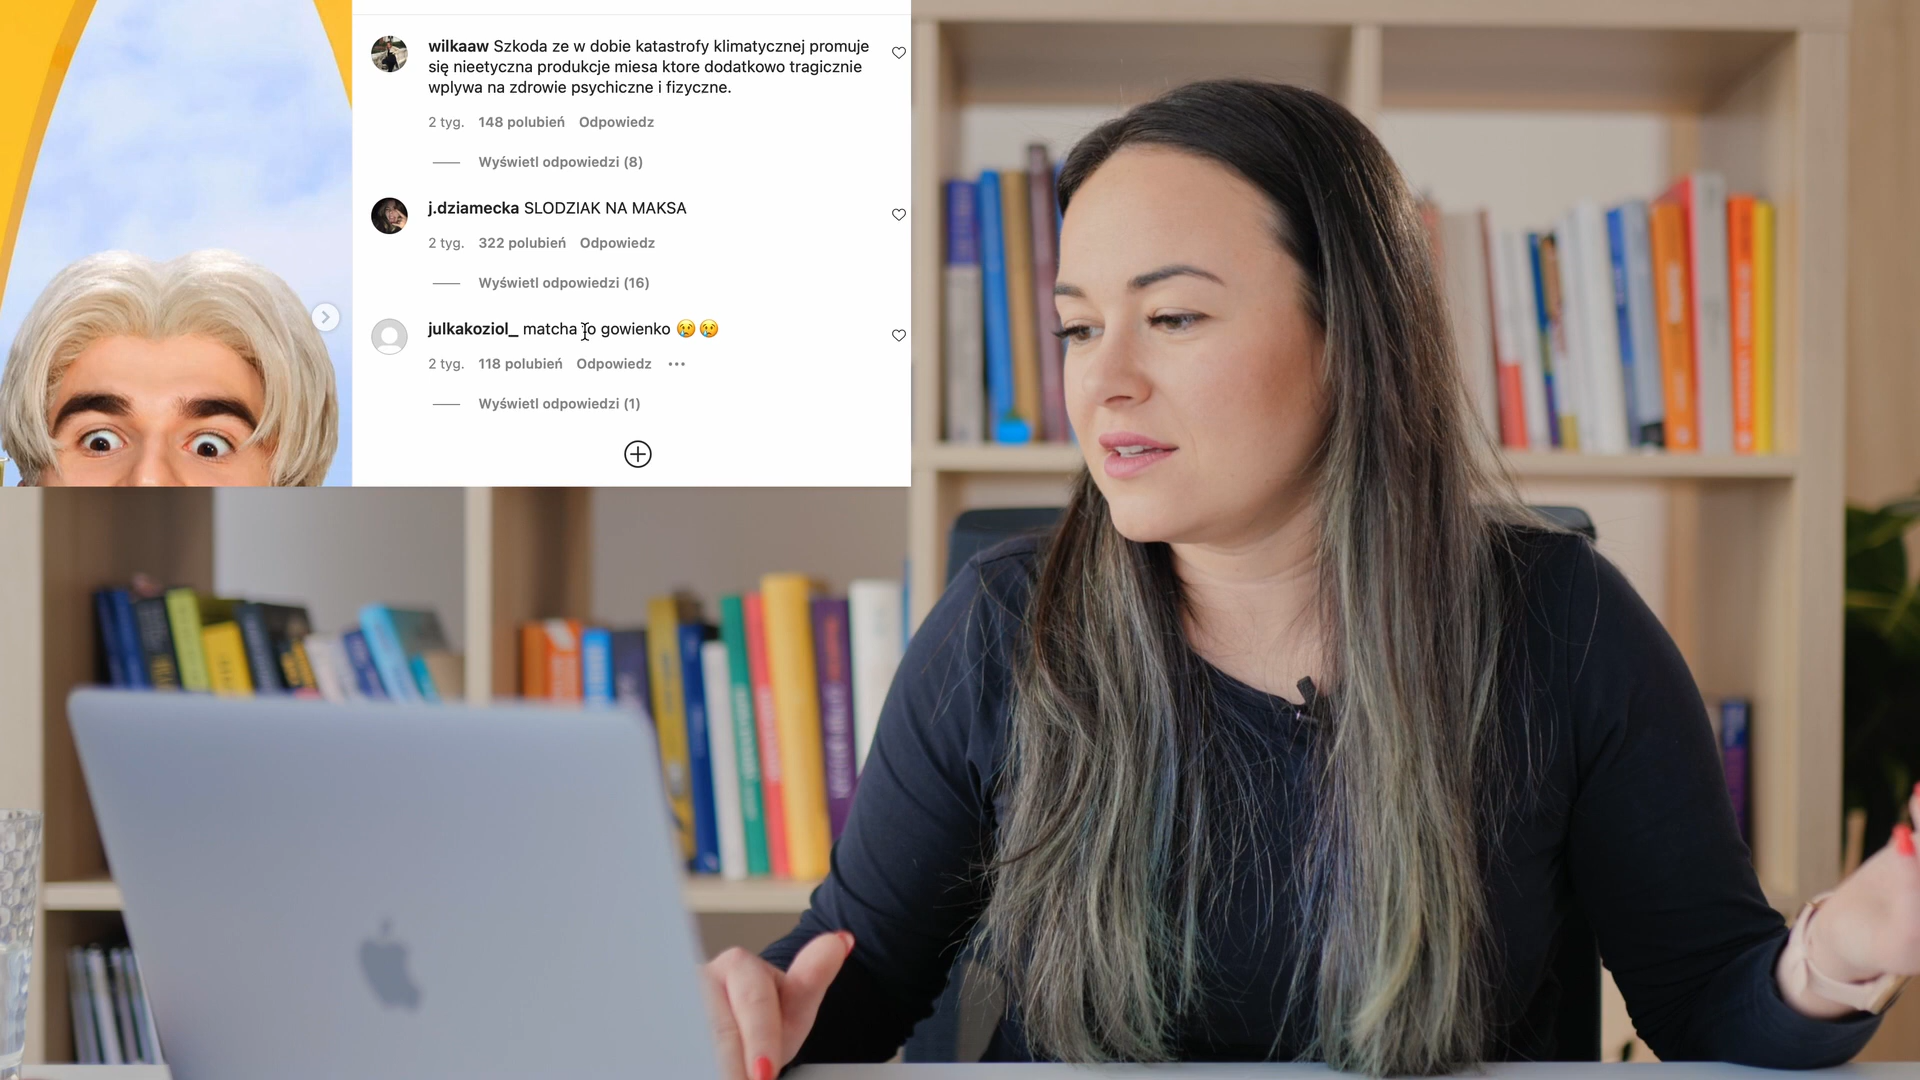 wilkaaw Szkoda ze w dobie katastrofy klimatycznej promuje
się nieetyczna produkcje miesa ktore dodatkowo tragicznie
wplywa na zdrowie psychiczne i fizyczne.
2 tyg. 148 polubień Odpowiedz
Wyświetl odpowiedzi (8)
j.dziamecka SLODZIAK NA MAKSA
2 tyg. 322 polubień Odpowiedz
Wyświetl odpowiedzi (16)
julkakoziol_ matcha to gowienko 😢😢
2 tyg. 118 polubień Odpowiedz
Wyświetl odpowiedzi (1)